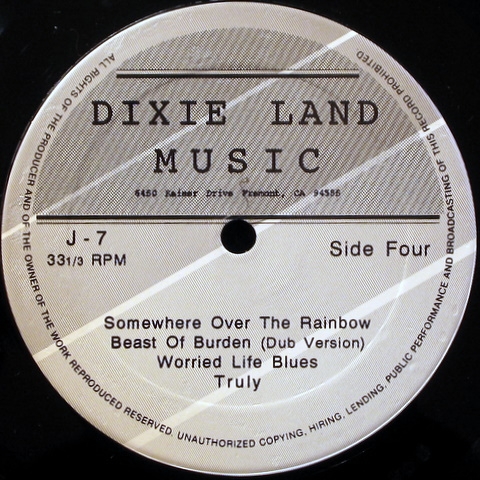 DIXIE LAND
MUSIC
6450 Kaiser Drive Fremont, CA 94555
J - 7
33 1/3 RPM
Side Four
Somewhere Over The Rainbow
Beast Of Burden (Dub Version)
Worried Life Blues
Truly
ALL RIGHTS OF THE PRODUCER AND OF THE OWNER OF THE WORK REPRODUCED RESERVED. UNAUTHORIZED COPYING, HIRING, LENDING, PUBLIC PERFORMANCE AND BROADCASTING OF THIS RECORD PROHIBITED